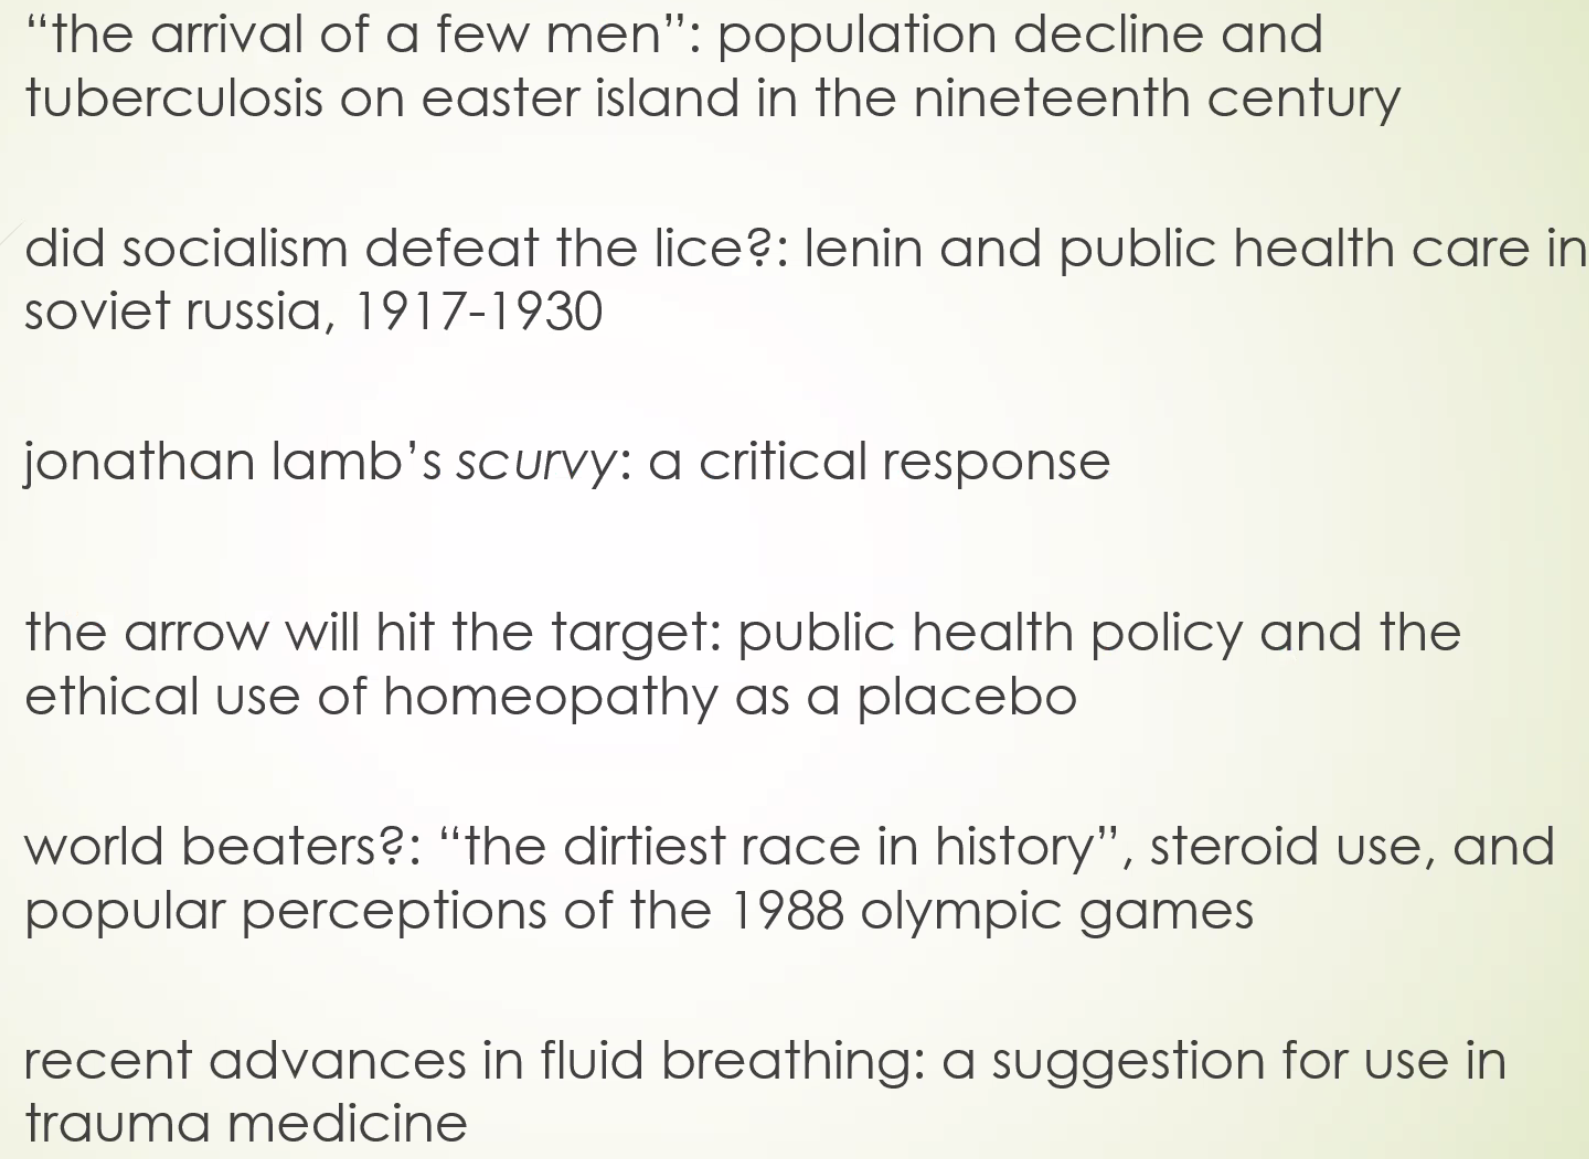 “the arrival of a few men”: population decline and
tuberculosis on easter island in the nineteenth century
did socialism defeat the lice?: lenin and public health care in
soviet russia, 1917-1930
jonathan lamb’s scurvy: a critical response
the arrow will hit the target: public health policy and the
ethical use of homeopathy as a placebo
world beaters?: “the dirtiest race in history”, steroid use, and
popular perceptions of the 1988 olympic games
recent advances in fluid breathing: a suggestion for use in
trauma medicine